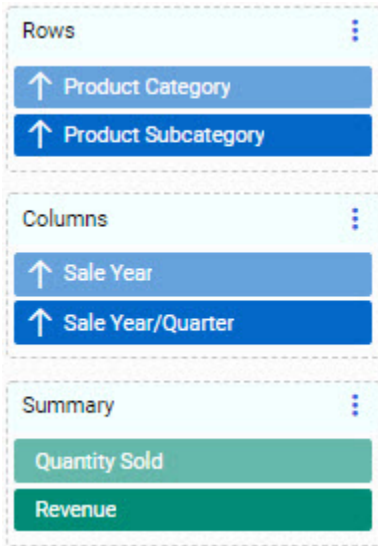 Rows
Product Category
Product Subcategory
Columns
Sale Year
Sale Year/Quarter
Summary
Quantity Sold
Revenue